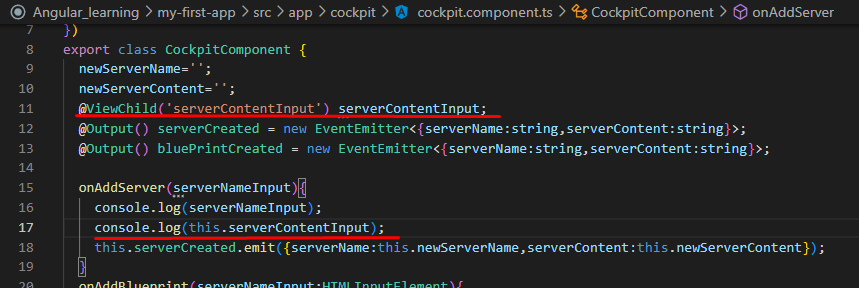 Angular_learning > my-first-app > src > app > cockpit > cockpit.component.ts > CockpitComponent > onAddServer
7 })
8 export class CockpitComponent {
9 newServerName='';
10 newServerContent='';
11 @ViewChild('serverContentInput') serverContentInput;
12 @Output() serverCreated = new EventEmitter<{serverName:string,serverContent:string}>;
13 @Output() bluePrintCreated = new EventEmitter<{serverName:string,serverContent:string}>;
14
15 onAddServer(serverNameInput){
16 console.log(serverNameInput);
17 console.log(this.serverContentInput);
18 this.serverCreated.emit({serverName:this.newServerName,serverContent:this.newServerContent});
19 }
20 onAddBlueprint(serverNameInput:HTMLInputElement){